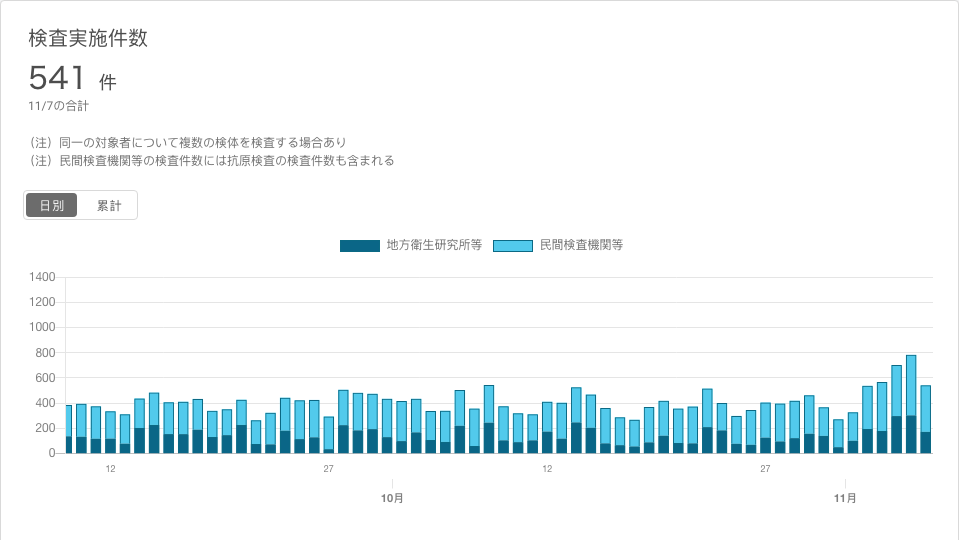 検査実施件数
541 件
11/7の合計
（注）同一の対象者について複数の検体を検査する場合あり
（注）民間検査機関等の検査件数には抗原検査の検査件数も含まれる
日別 累計
地方衛生研究所等 民間検査機関等
1400
1200
1000
800
600
400
200
0
12 27 12 27
10月 11月